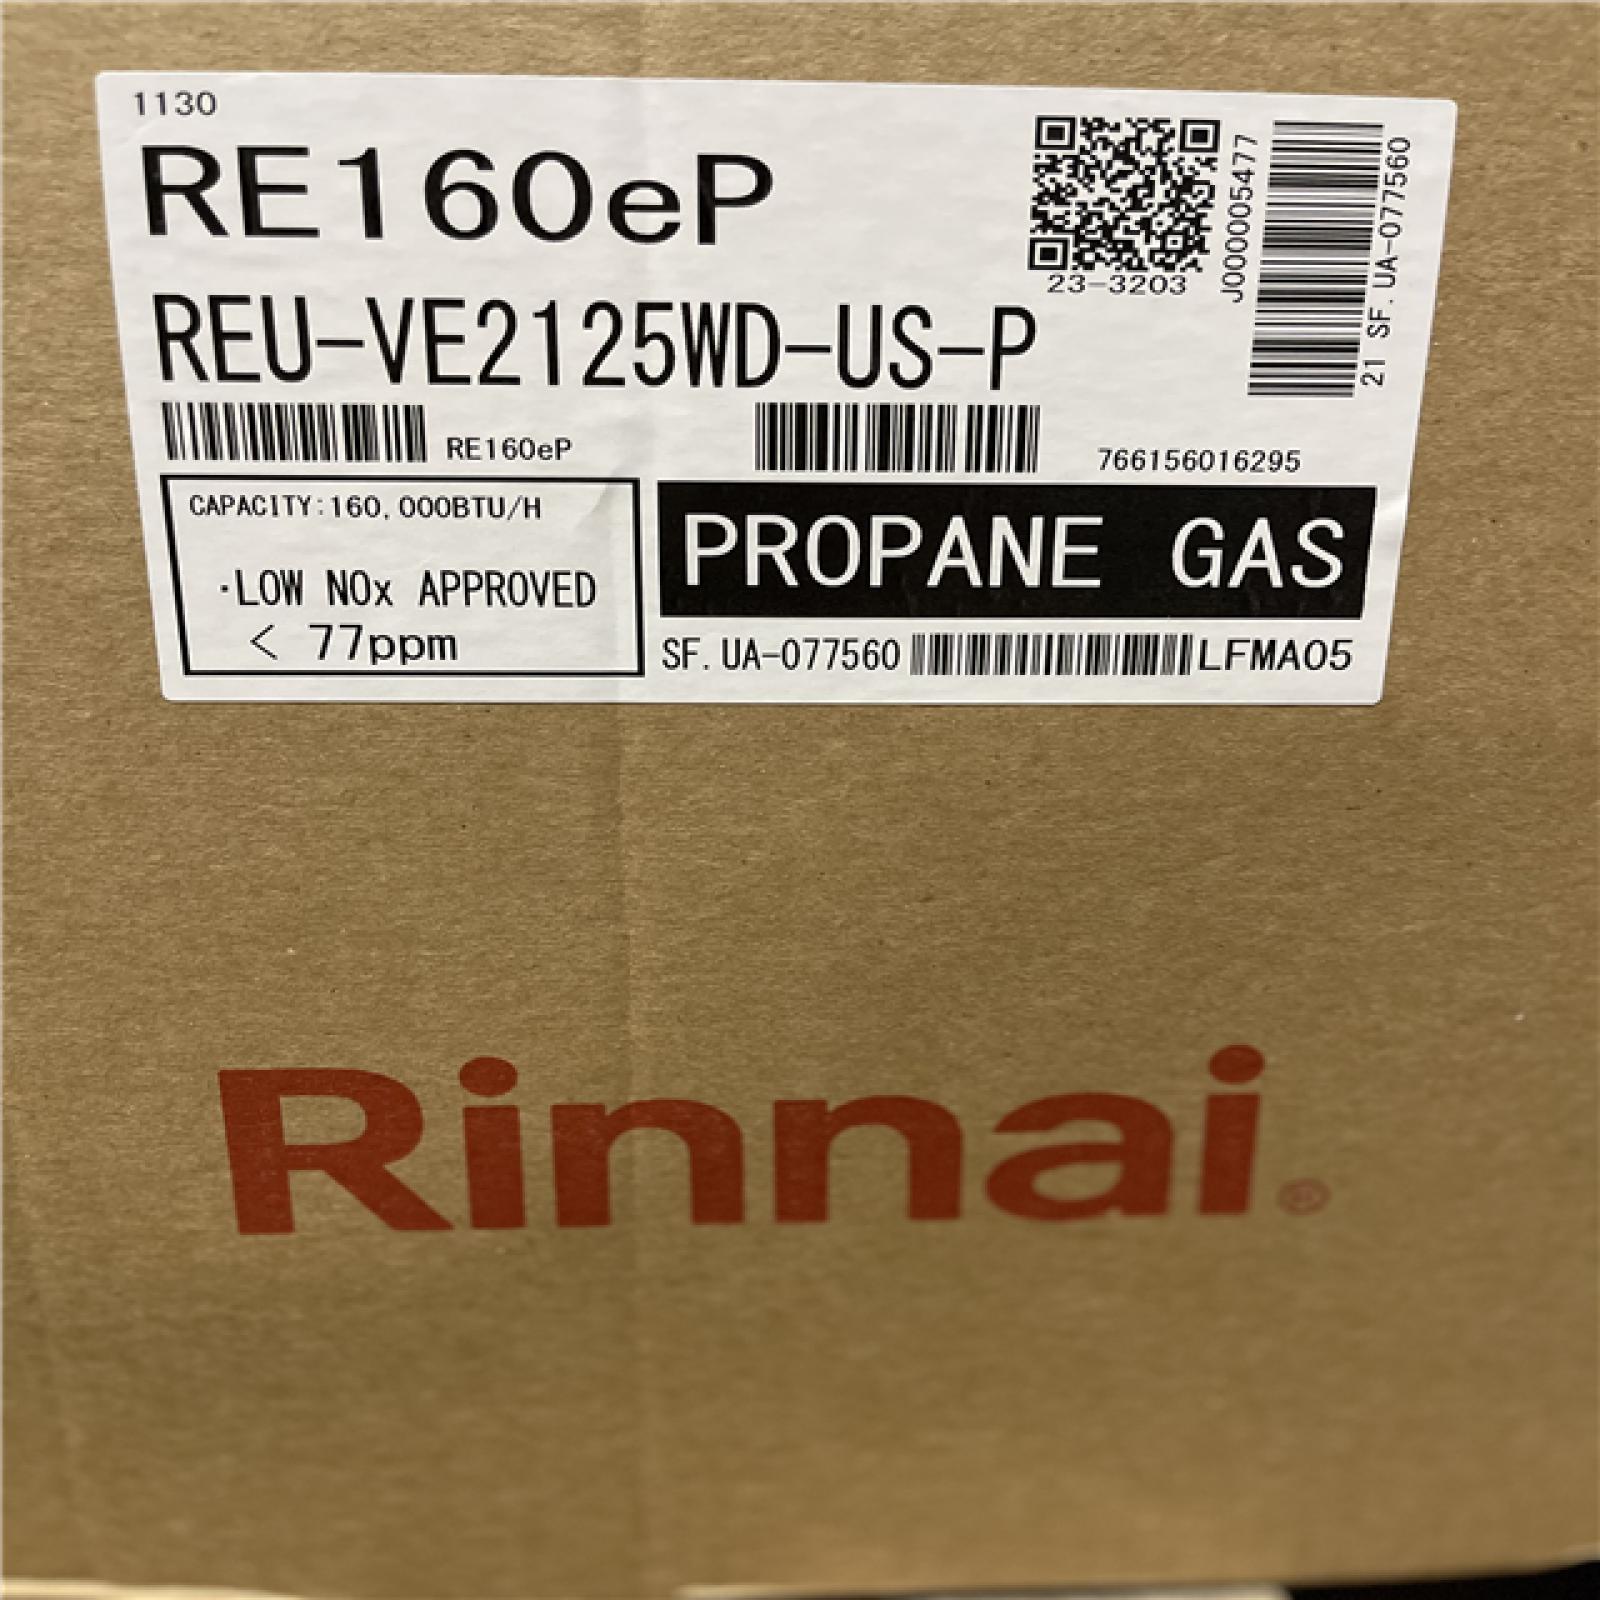 1130
RE160eP
23-3203
J00005477
21 SF.UA-077560
REU-VE2125WD-US-P
RE160eP
766156016295
CAPACITY:160,000BTU/H
·LOW NOx APPROVED
< 77ppm
PROPANE GAS
SF.UA-077560 LFMA05
Rinnai®